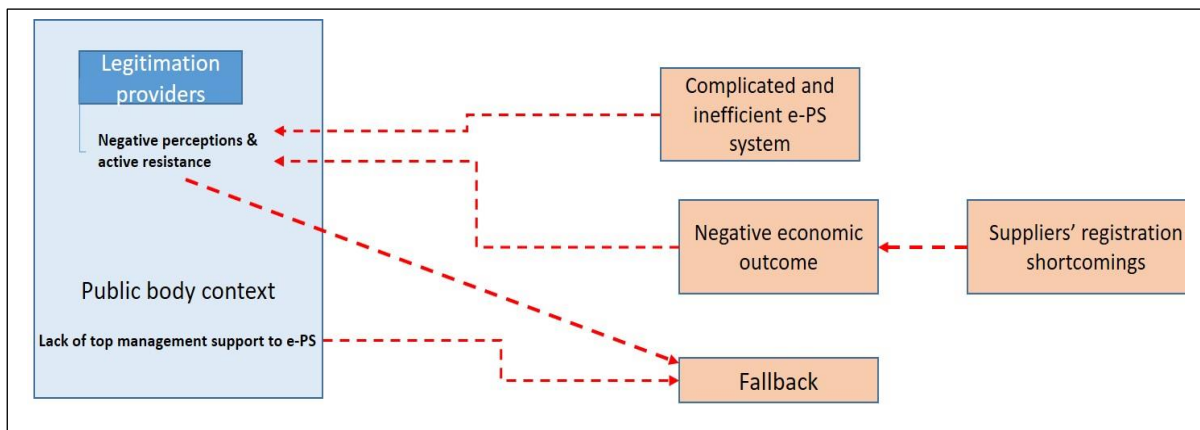 Legitimation
providers
Negative perceptions &
active resistance
Public body context
Lack of top management support to e-PS
Complicated and
inefficient e-PS
system
Negative economic
outcome
Suppliers’ registration
shortcomings
Fallback